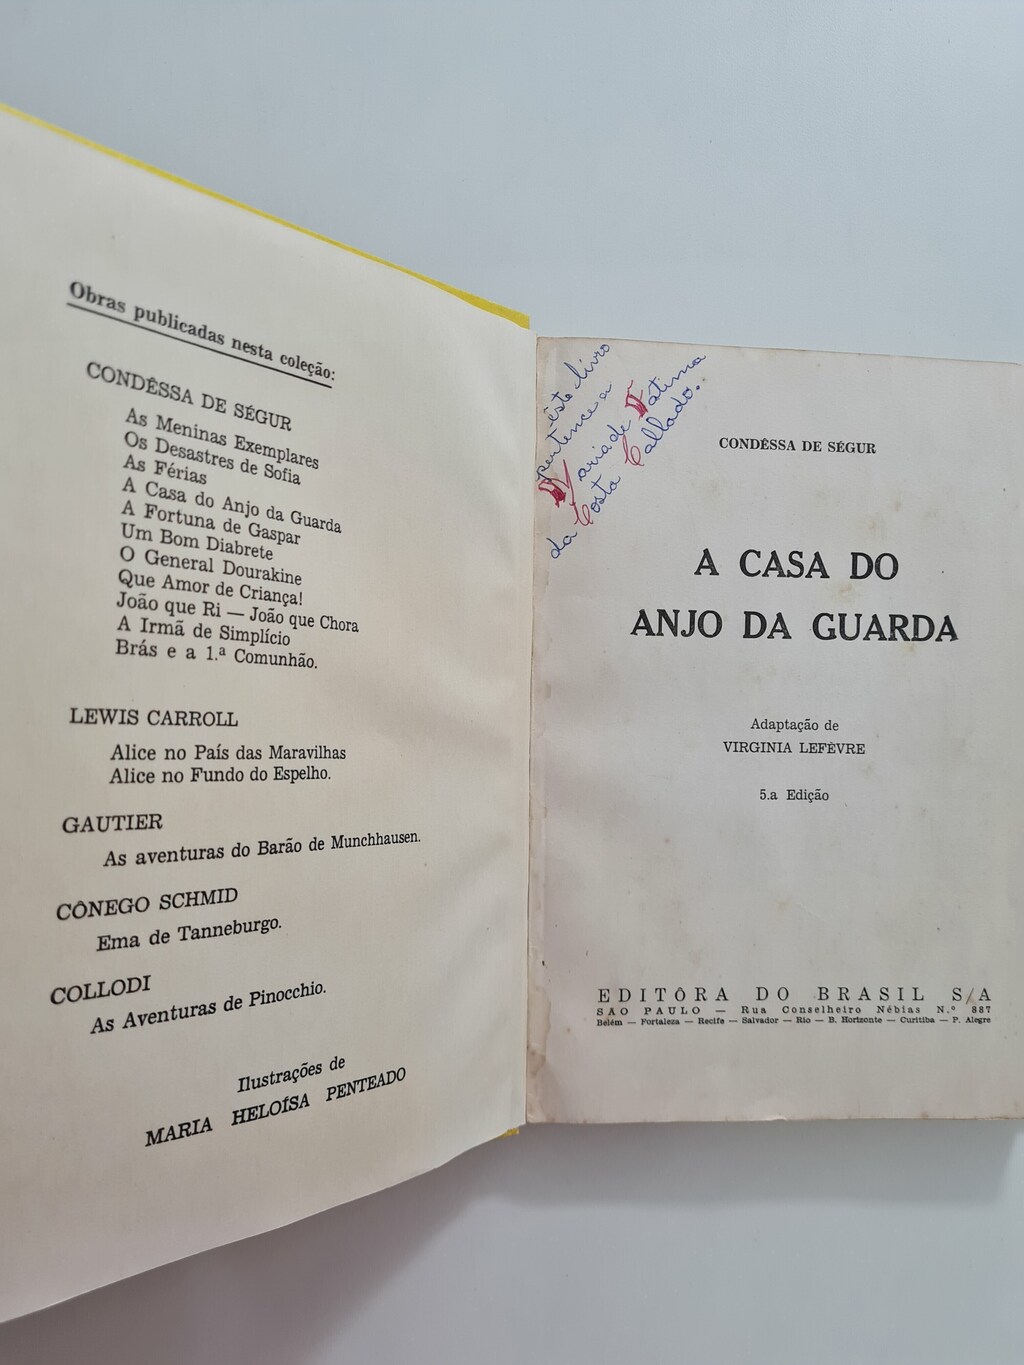 Obras publicadas nesta coleção:
CONDÊSSA DE SÉGUR
As Meninas Exemplares
Os Desastres de Sofia
As Férias
A Casa do Anjo da Guarda
A Fortuna de Gaspar
Um Bom Diabrete
O General Dourakine
Que Amor de Criança!
João que Ri — João que Chora
A Irmã de Simplício
Brás e a 1.ª Comunhão.
LEWIS CARROLL
Alice no País das Maravilhas
Alice no Fundo do Espelho.
GAUTIER
As aventuras do Barão de Munchhausen.
CÔNEGO SCHMID
Ema de Tanneburgo.
COLLODI
As Aventuras de Pinocchio.
Ilustrações de
MARIA HELOÍSA PENTEADO
êste livro
pertence a
Maria de Fatima
da Costa Callado.
CONDÊSSA DE SÉGUR
A CASA DO
ANJO DA GUARDA
Adaptação de
VIRGINIA LEFÈVRE
5.a Edição
EDITÔRA DO BRASIL S/A
SÃO PAULO — Rua Conselheiro Nébias N.º 887
Belém — Fortaleza — Recife — Salvador — Rio — B. Horizonte — Curitiba — P. Alegre